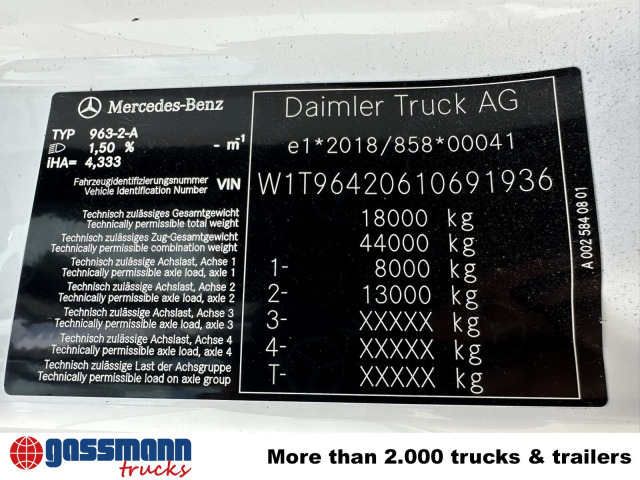 Mercedes-Benz
Daimler Truck AG
TYP 963-2-A
1,50 % - m⁻¹
iHA= 4,333
e1*2018/858*00041
Fahrzeugidentifizierungsnummer
Vehicle Identification Number VIN
W1T96420610691936
Technisch zulässiges Gesamtgewicht
Technically permissible total weight
18000 kg
Technisch zulässiges Zug-Gesamtgewicht
Technically permissible combination weight
44000 kg
Technisch zulässige Achslast, Achse 1
Technically permissible axle load, axle 1
1- 8000 kg
Technisch zulässige Achslast, Achse 2
Technically permissible axle load, axle 2
2- 13000 kg
Technisch zulässige Achslast, Achse 3
Technically permissible axle load, axle 3
3- XXXXX kg
Technisch zulässige Achslast, Achse 4
Technically permissible axle load, axle 4
4- XXXXX kg
Technisch zulässige Last der Achsgruppe
Technically permissible load on axle group
T- XXXXX kg
A 002 584 08 01
gassmann
trucks
More than 2.000 trucks & trailers